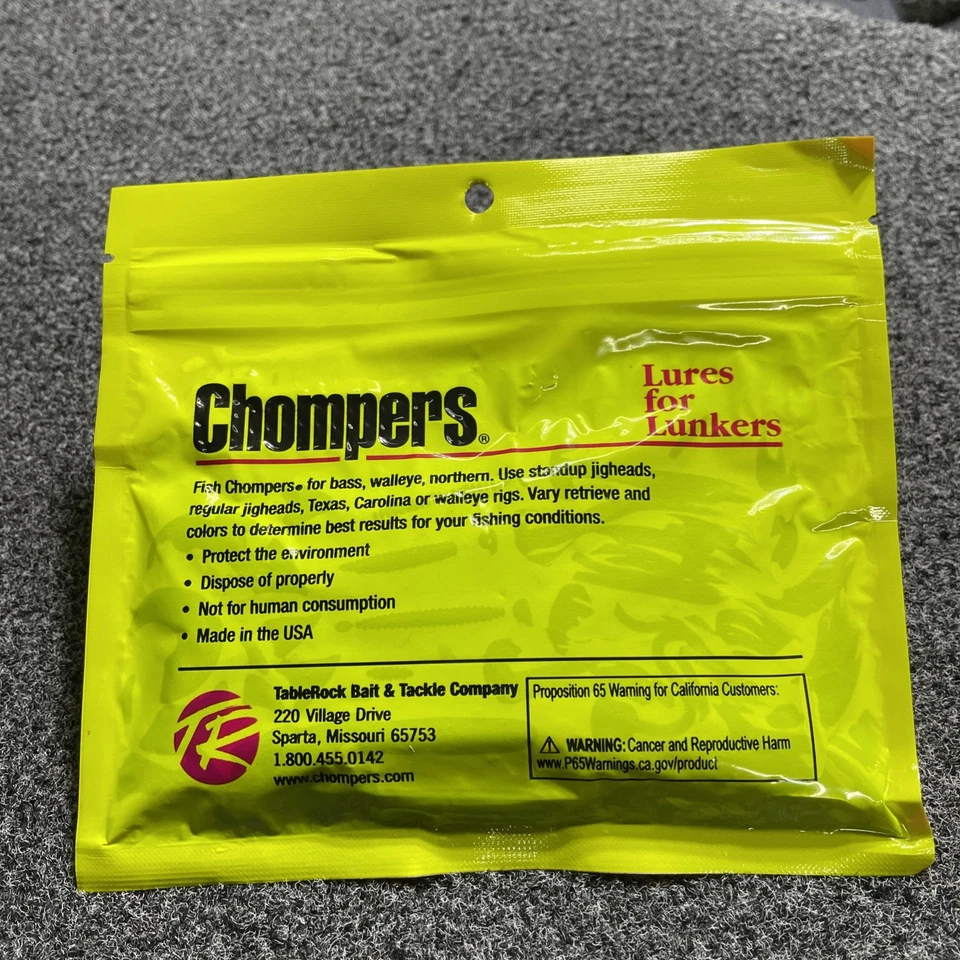 Chompers®
Lures
for
Lunkers
Fish Chompers® for bass, walleye, northern. Use standup jigheads,
regular jigheads, Texas, Carolina or walleye rigs. Vary retrieve and
colors to determine best results for your fishing conditions.
• Protect the environment
• Dispose of properly
• Not for human consumption
• Made in the USA
TR
TableRock Bait & Tackle Company
220 Village Drive
Sparta, Missouri 65753
1.800.455.0142
www.chompers.com
Proposition 65 Warning for California Customers:
⚠ WARNING: Cancer and Reproductive Harm
www.P65Warnings.ca.gov/product